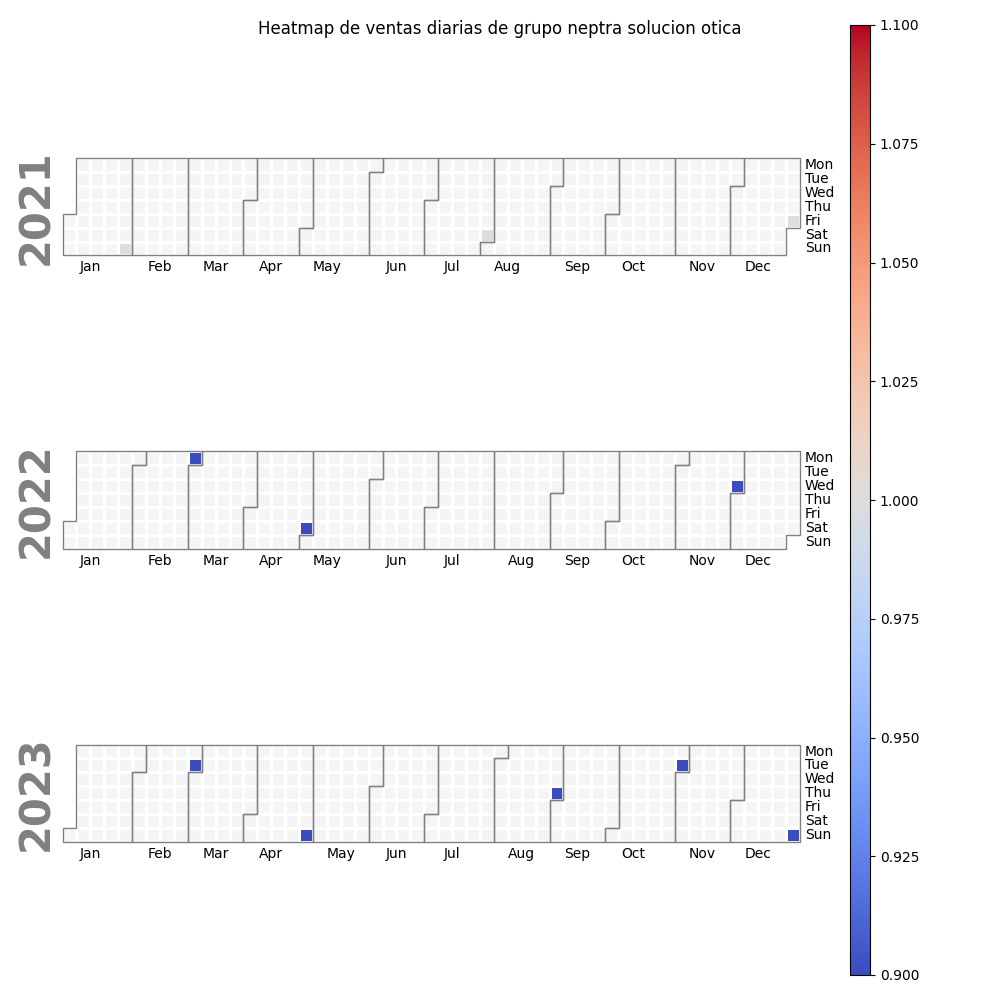 Heatmap de ventas diarias de grupo neptra solucion otica
2021
Mon
Tue
Wed
Thu
Fri
Sat
Sun
Jan Feb Mar Apr May Jun Jul Aug Sep Oct Nov Dec
2022
Mon
Tue
Wed
Thu
Fri
Sat
Sun
Jan Feb Mar Apr May Jun Jul Aug Sep Oct Nov Dec
2023
Mon
Tue
Wed
Thu
Fri
Sat
Sun
Jan Feb Mar Apr May Jun Jul Aug Sep Oct Nov Dec
1.100
1.075
1.050
1.025
1.000
0.975
0.950
0.925
0.900